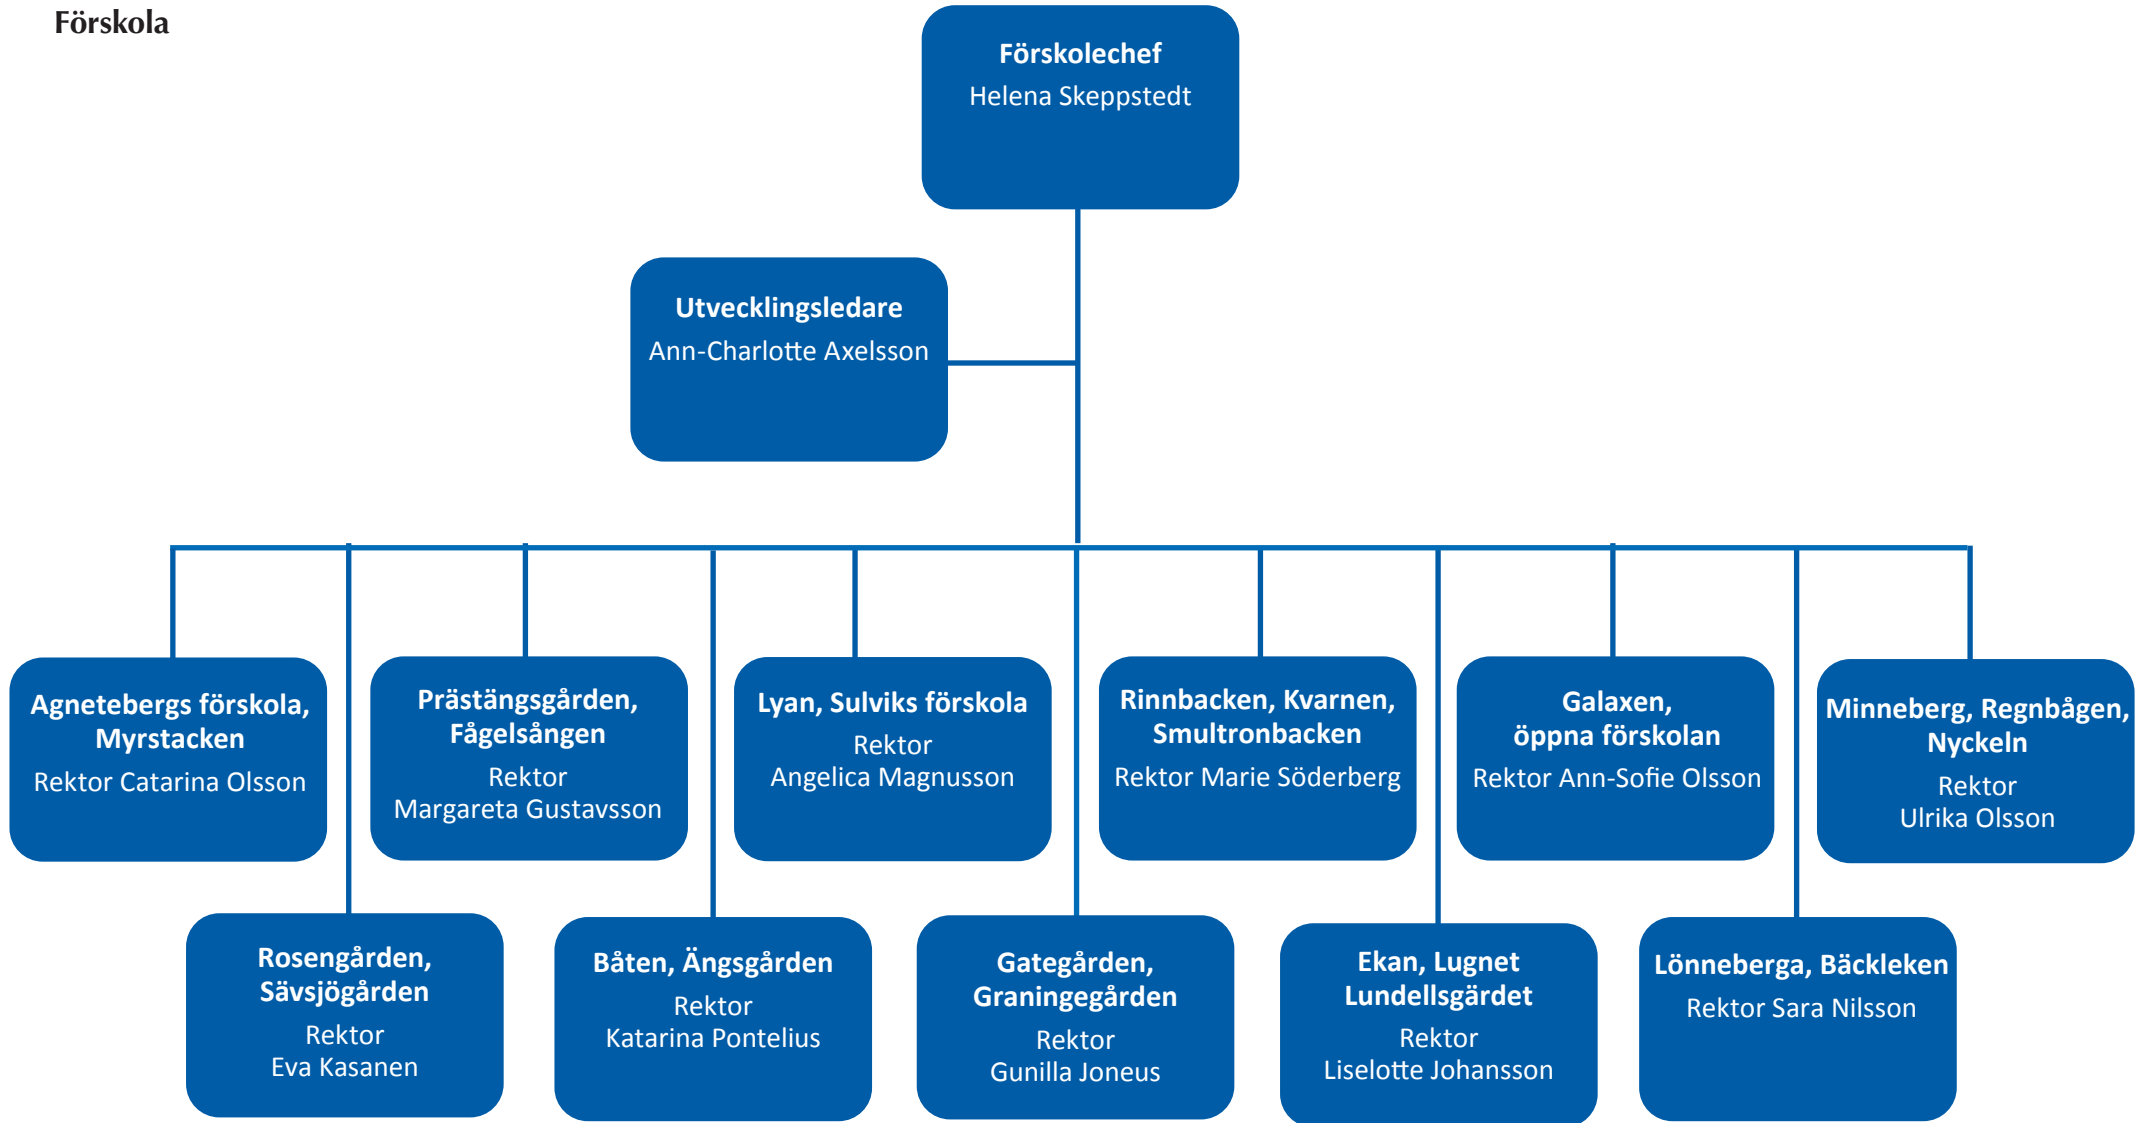 Förskola
Förskolechef
Helena Skeppstedt
Utvecklingsledare
Ann-Charlotte Axelsson
Agnetebergs förskola,
Myrstacken
Rektor Catarina Olsson
Prästängsgården,
Fågelsången
Rektor
Margareta Gustavsson
Lyan, Sulviks förskola
Rektor
Angelica Magnusson
Rinnbacken, Kvarnen,
Smultronbacken
Rektor Marie Söderberg
Galaxen,
öppna förskolan
Rektor Ann-Sofie Olsson
Minneberg, Regnbågen,
Nyckeln
Rektor
Ulrika Olsson
Rosengården,
Sävsjögården
Rektor
Eva Kasanen
Båten, Ängsgården
Rektor
Katarina Pontelius
Gategården,
Graningegården
Rektor
Gunilla Joneus
Ekan, Lugnet
Lundellsgärdet
Rektor
Liselotte Johansson
Lönneberga, Bäckleken
Rektor Sara Nilsson